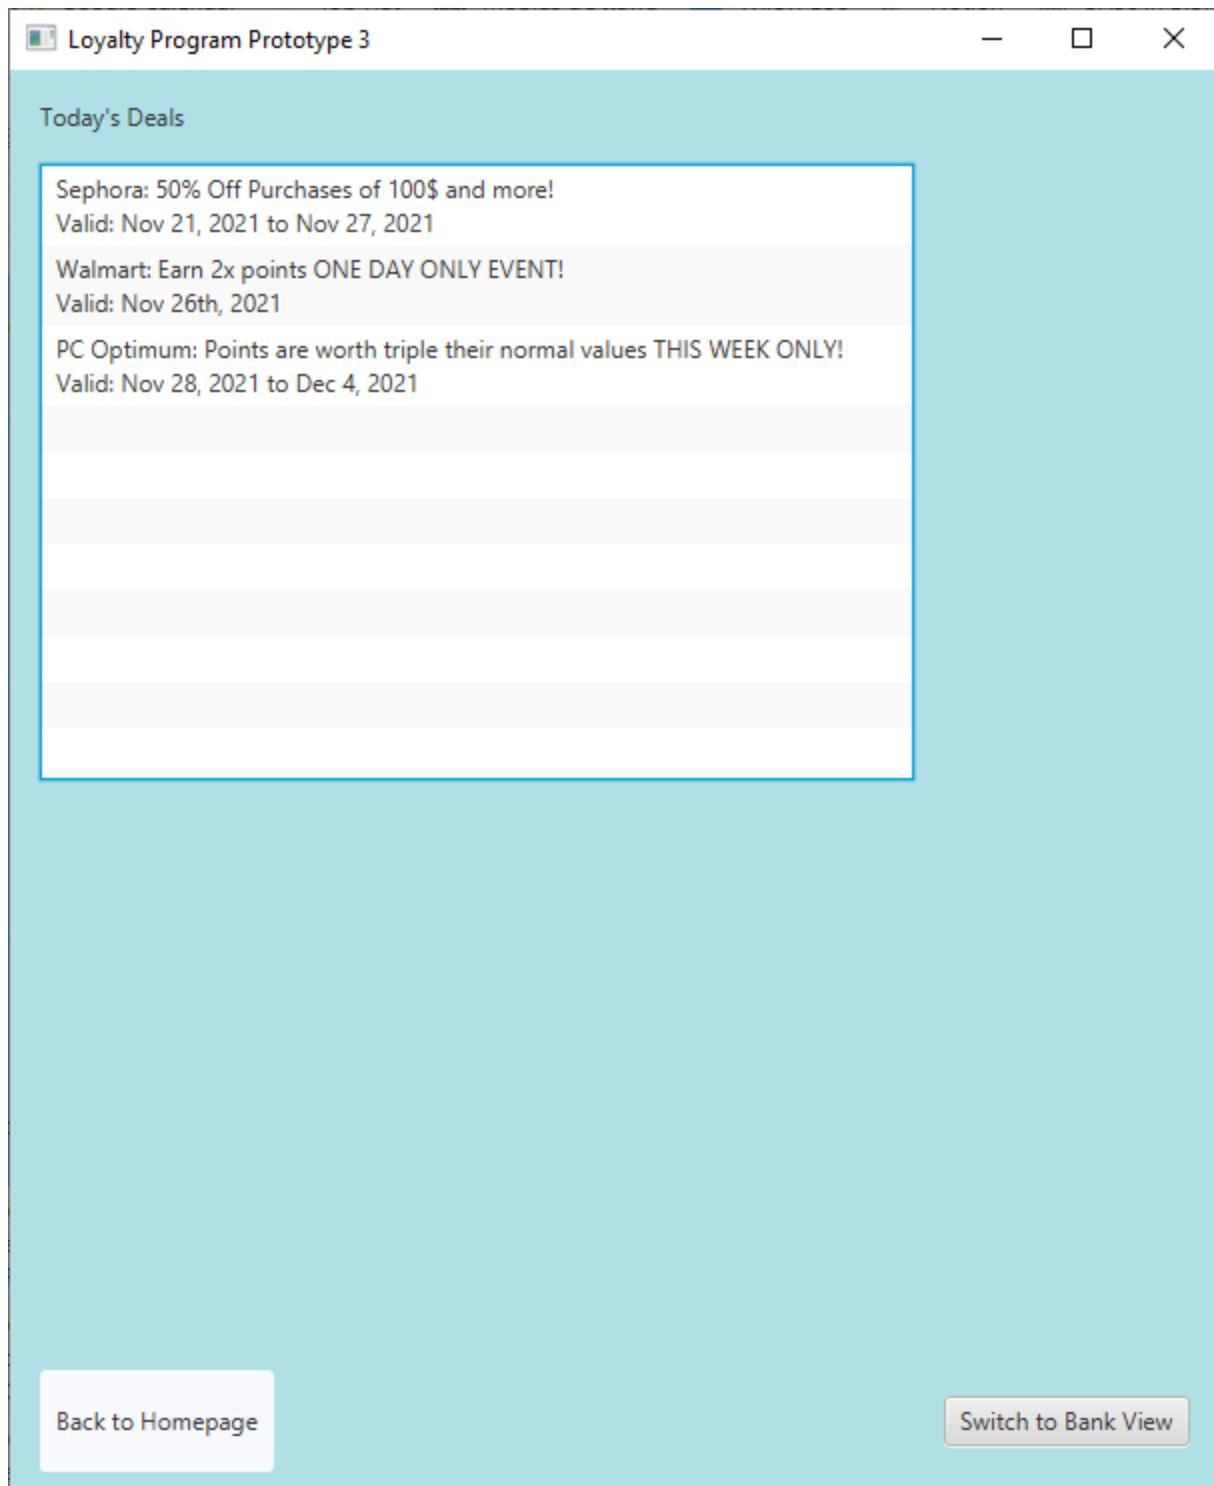 Loyalty Program Prototype 3
Today's Deals
Sephora: 50% Off Purchases of 100$ and more!
Valid: Nov 21, 2021 to Nov 27, 2021
Walmart: Earn 2x points ONE DAY ONLY EVENT!
Valid: Nov 26th, 2021
PC Optimum: Points are worth triple their normal values THIS WEEK ONLY!
Valid: Nov 28, 2021 to Dec 4, 2021
Back to Homepage
Switch to Bank View